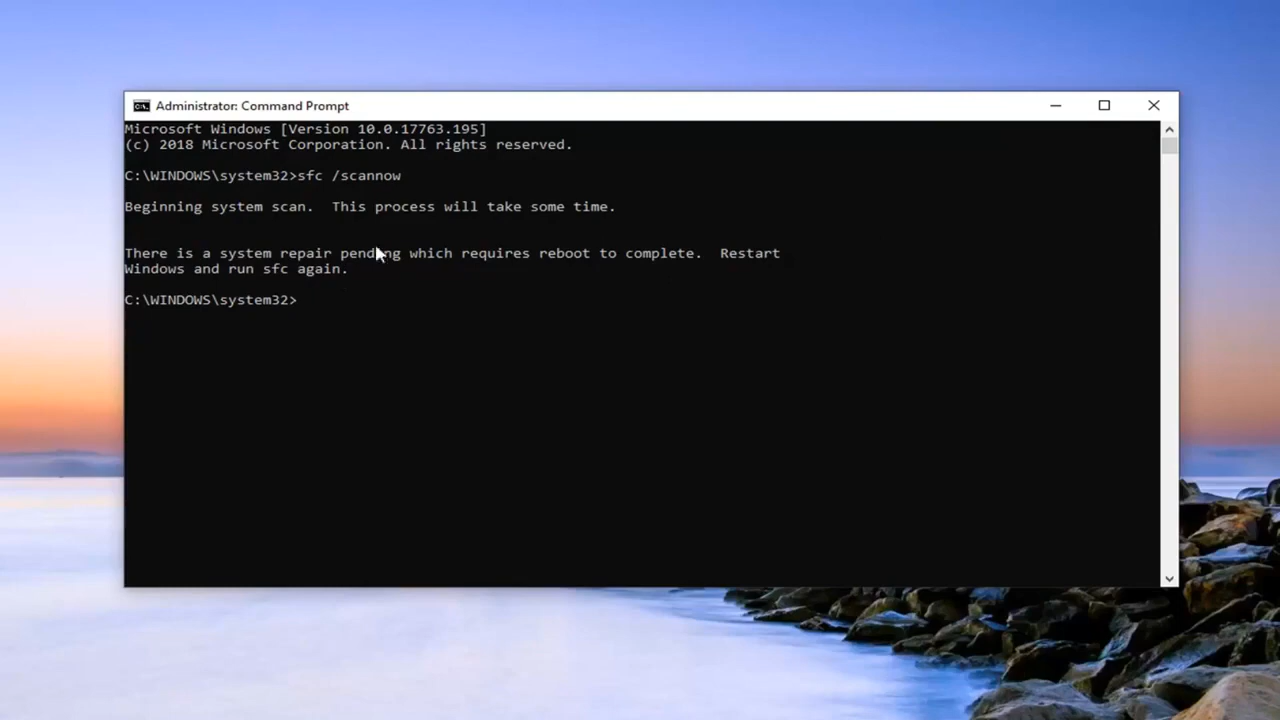 Administrator: Command Prompt
Microsoft Windows [Version 10.0.17763.195]
(c) 2018 Microsoft Corporation. All rights reserved.
C:\WINDOWS\system32>sfc /scannow
Beginning system scan.  This process will take some time.
There is a system repair pending which requires reboot to complete.  Restart
Windows and run sfc again.
C:\WINDOWS\system32>